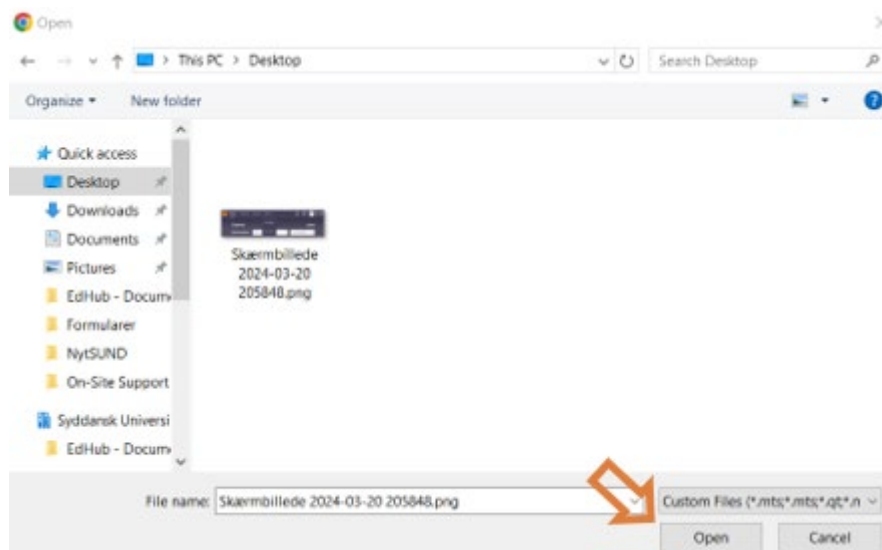 Open
This PC > Desktop
Search Desktop
Organize
New folder
Quick access
Desktop
Downloads
Documents
Pictures
EdHub - Docum
Formularer
NytSUND
On-Site Support
Syddansk Universi
EdHub - Docum
Skærmbillede
2024-03-20
205848.png
File name: Skærmbillede 2024-03-20 205848.png
Custom Files (*.mts;*.mts;*.qt;*.n
Open
Cancel